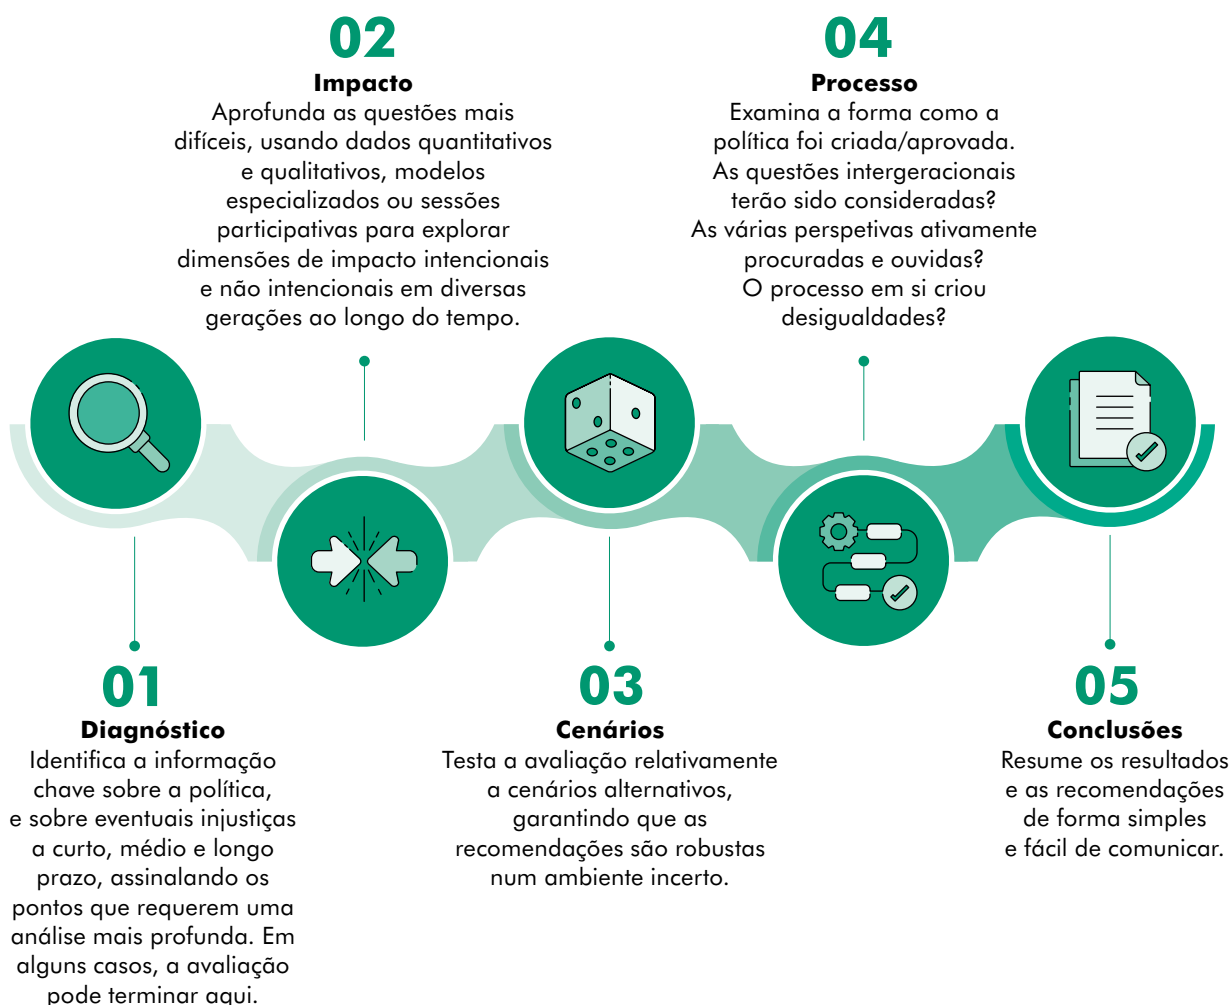 02
Impacto
Aprofunda as questões mais
difíceis, usando dados quantitativos
e qualitativos, modelos
especializados ou sessões
participativas para explorar
dimensões de impacto intencionais
e não intencionais em diversas
gerações ao longo do tempo.
04
Processo
Examina a forma como a
política foi criada/aprovada.
As questões intergeracionais
terão sido consideradas?
As várias perspetivas ativamente
procuradas e ouvidas?
O processo em si criou
desigualdades?
01
Diagnóstico
Identifica a informação
chave sobre a política,
e sobre eventuais injustiças
a curto, médio e longo
prazo, assinalando os
pontos que requerem uma
análise mais profunda. Em
alguns casos, a avaliação
pode terminar aqui.
03
Cenários
Testa a avaliação relativamente
a cenários alternativos,
garantindo que as
recomendações são robustas
num ambiente incerto.
05
Conclusões
Resume os resultados
e as recomendações
de forma simples
e fácil de comunicar.